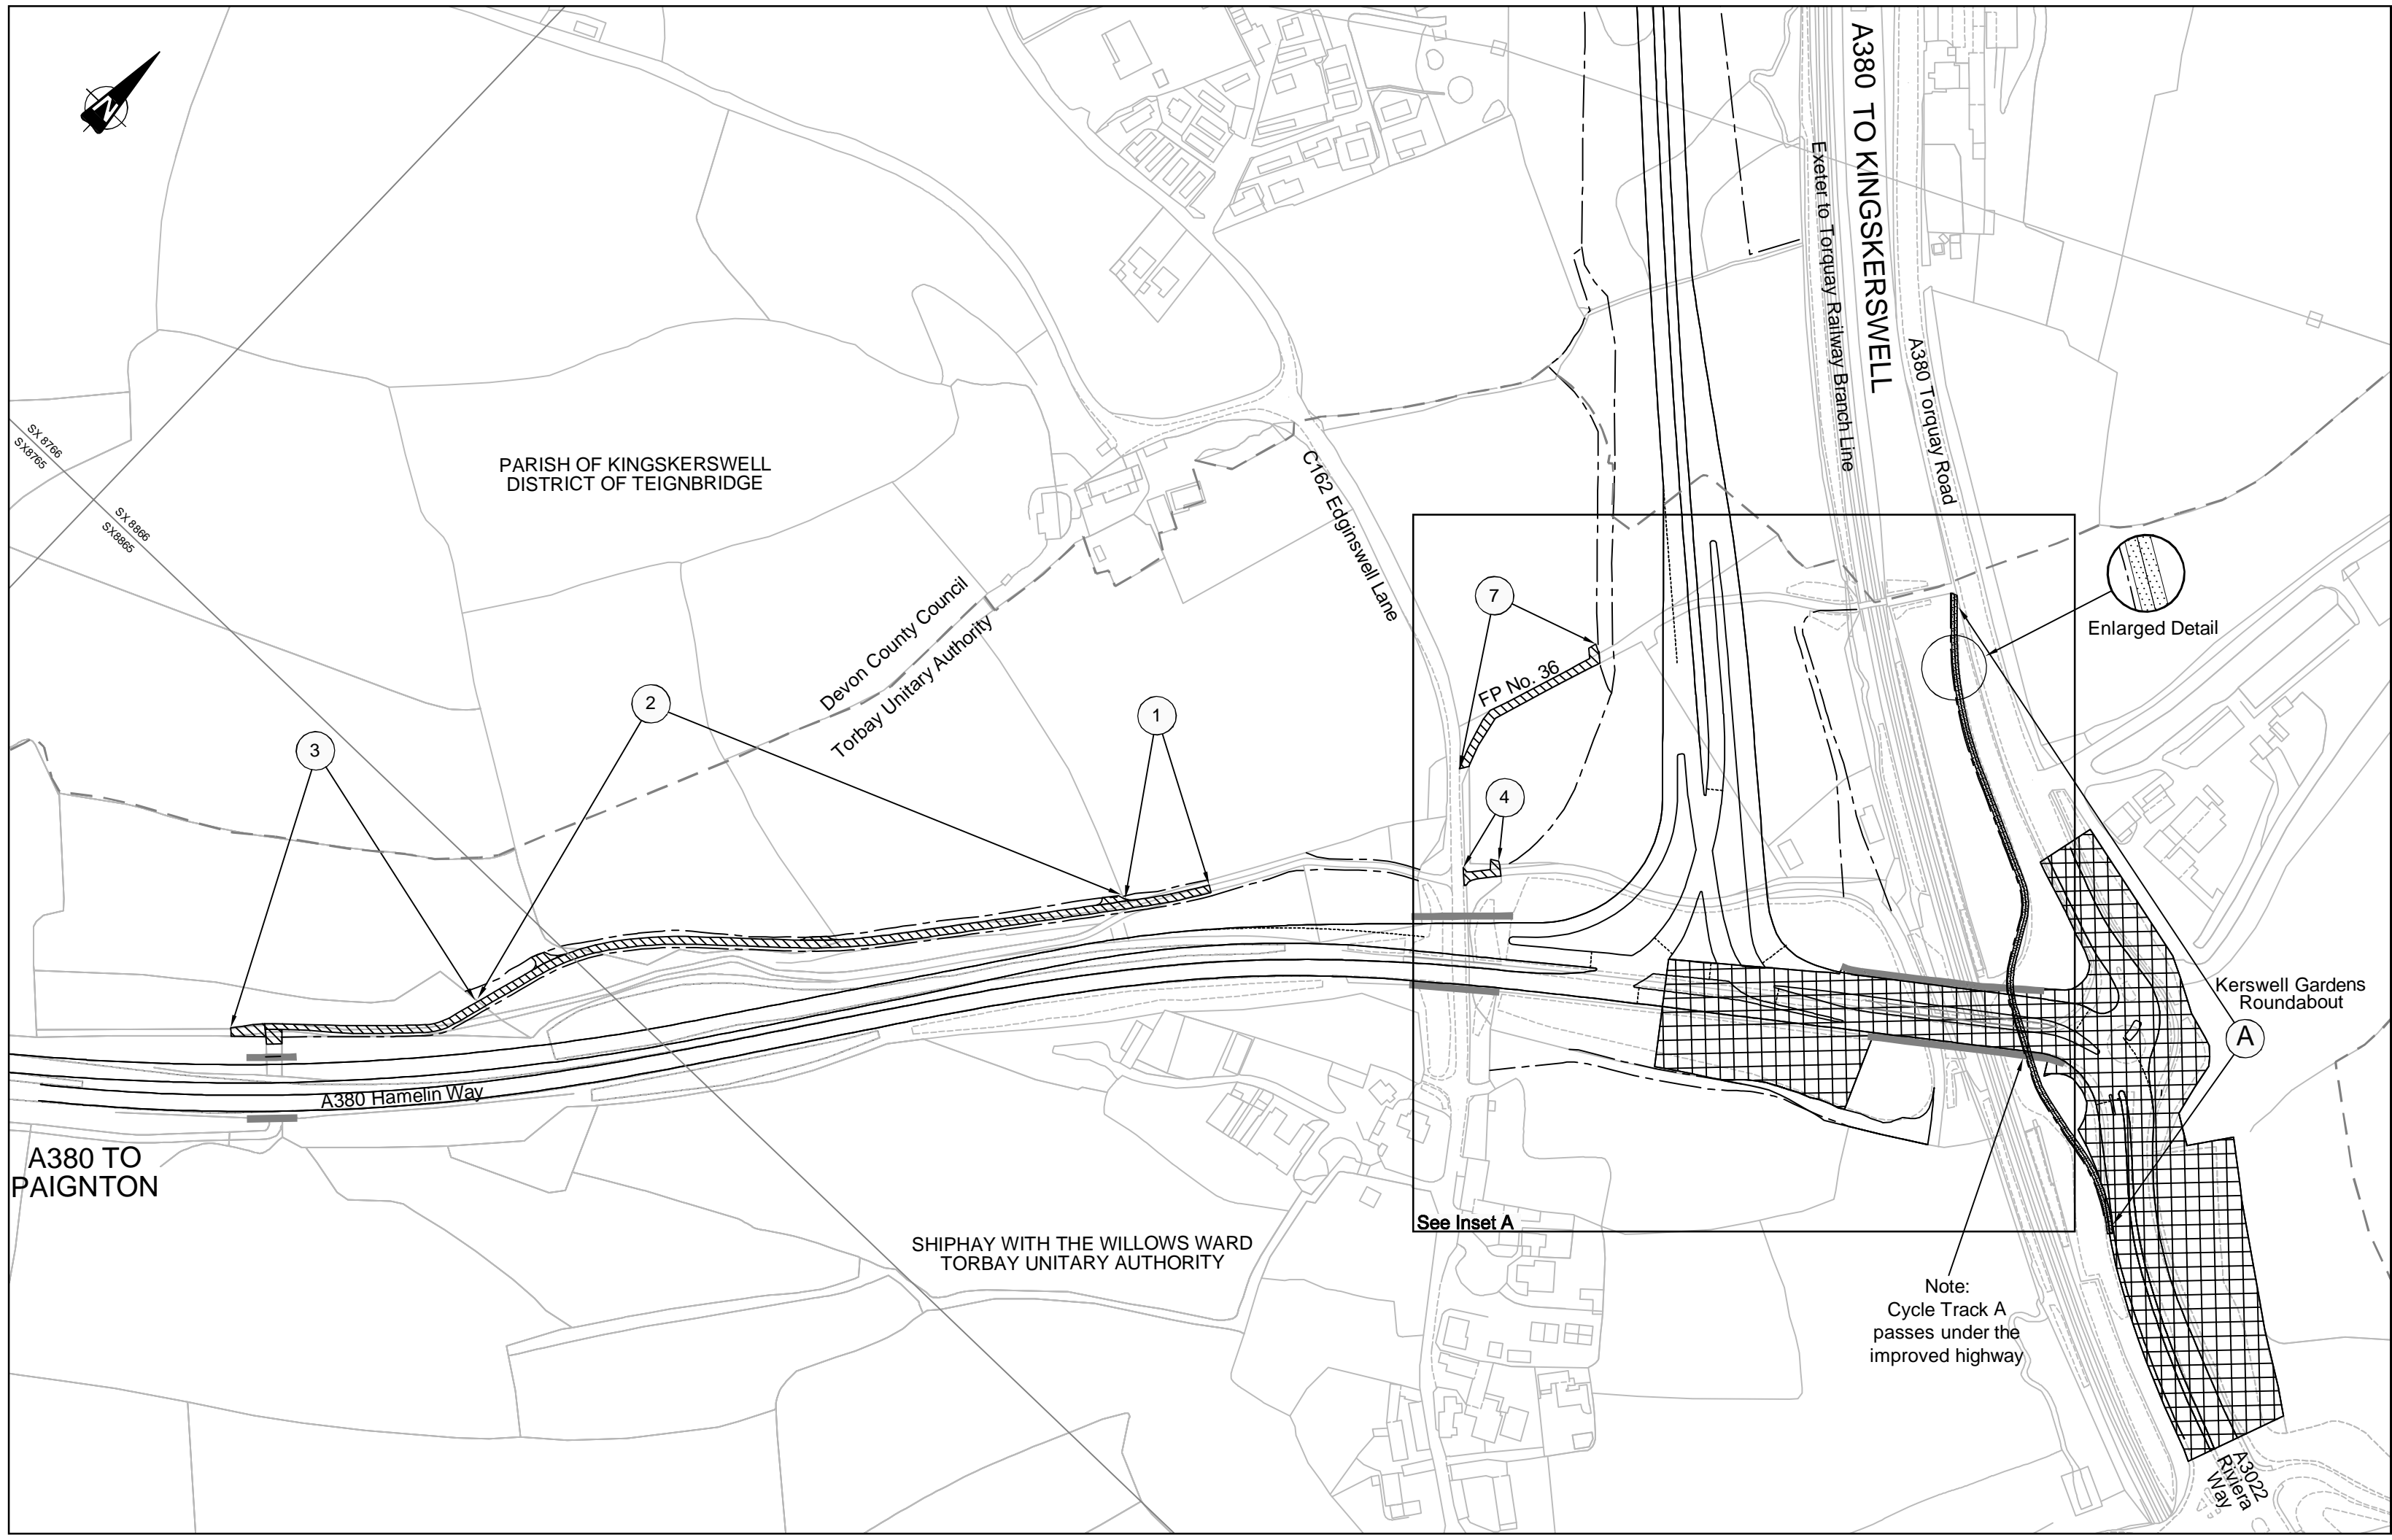 N
A380 TO KINGSKERSWELL
Exeter to Torquay Railway Branch Line
A380 Torquay Road
SX 8766
SX8765
PARISH OF KINGSKERSWELL
DISTRICT OF TEIGNBRIDGE
SX 8866
SX8865
C162 Edginswell Lane
Devon County Council
Torbay Unitary Authority
7
Enlarged Detail
FP No. 36
2
1
3
4
Kerswell Gardens
Roundabout
A
A380 Hamelin Way
A380 TO
PAIGNTON
See Inset A
SHIPHAY WITH THE WILLOWS WARD
TORBAY UNITARY AUTHORITY
Note:
Cycle Track A
passes under the
improved highway
A3022
Riviera
Way